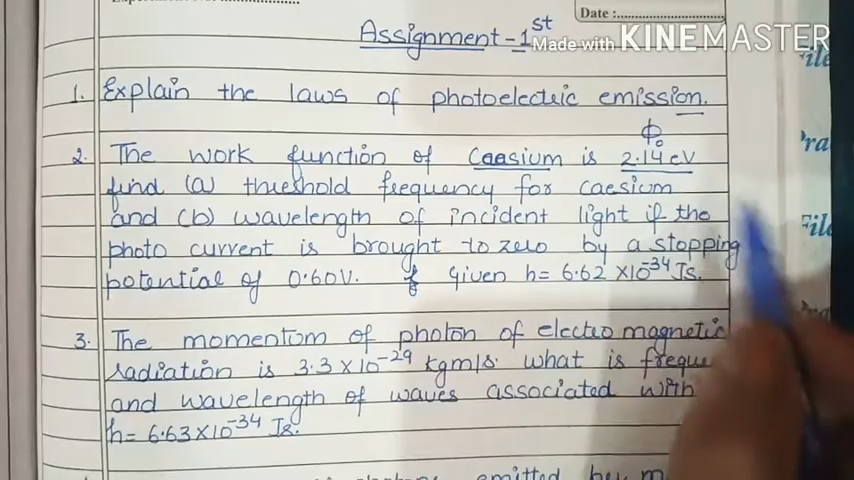 Date :
Assignment - 1st
Made with KINEMASTER
1. Explain the laws of photoelectric emission.
ϕ₀
2. The work function of Caesium is 2.14 eV
find (a) threshold frequency for caesium
and (b) wavelength of incident light if the
photo current is brought to zero by a stopping
potential of 0.60V. Given h = 6.62 ×10⁻³⁴ Js.
3. The momentum of photon of electro magnetic
radiation is 3.3 × 10⁻²⁹ kgm/s. what is
and wavelength of waves associated with
h = 6.63×10⁻³⁴ Js.
emitted